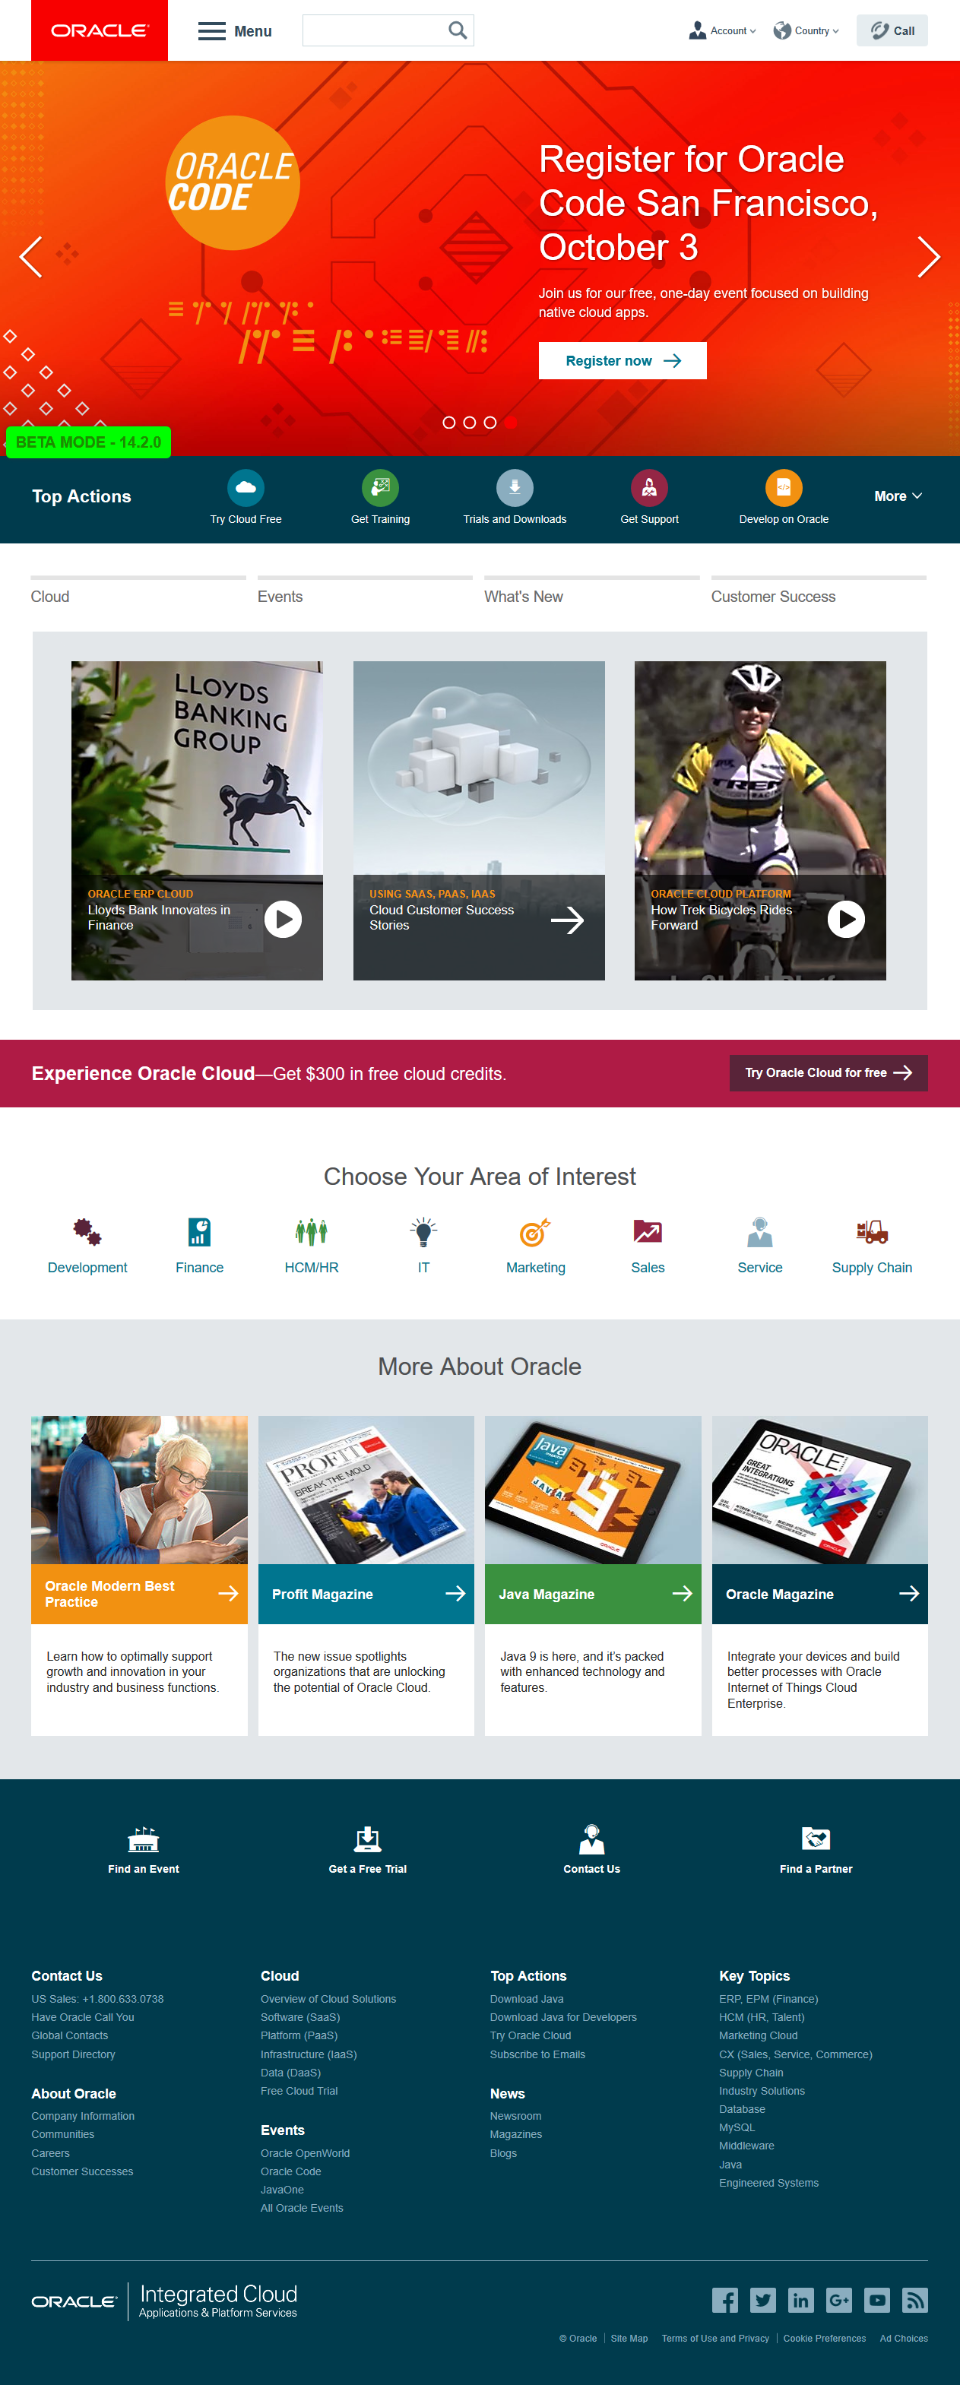 ORACLE
Menu
Account
Country
Call
ORACLE
CODE
Register for Oracle
Code San Francisco,
October 3
Join us for our free, one-day event focused on building
native cloud apps.
Register now
BETA MODE - 14.2.0
Top Actions
Try Cloud Free
Get Training
Trials and Downloads
Get Support
Develop on Oracle
More
Cloud
Events
What's New
Customer Success
LLOYDS
BANKING
GROUP
ORACLE ERP CLOUD
Lloyds Bank Innovates in
Finance
USING SAAS, PAAS, IAAS
Cloud Customer Success
Stories
TREK
ORACLE CLOUD PLATFORM
How Trek Bicycles Rides
Forward
Experience Oracle Cloud—Get $300 in free cloud credits.
Try Oracle Cloud for free
Choose Your Area of Interest
Development
Finance
HCM/HR
IT
Marketing
Sales
Service
Supply Chain
More About Oracle
PROFIT
BREAK THE MOLD
Java
JAVA
ORACLE
GREAT
INTEGRATIONS
Oracle Modern Best
Practice
Profit Magazine
Java Magazine
Oracle Magazine
Learn how to optimally support
growth and innovation in your
industry and business functions.
The new issue spotlights
organizations that are unlocking
the potential of Oracle Cloud.
Java 9 is here, and it's packed
with enhanced technology and
features.
Integrate your devices and build
better processes with Oracle
Internet of Things Cloud
Enterprise.
Find an Event
Get a Free Trial
Contact Us
Find a Partner
Contact Us
US Sales: +1.800.633.0738
Have Oracle Call You
Global Contacts
Support Directory
About Oracle
Company Information
Communities
Careers
Customer Successes
Cloud
Overview of Cloud Solutions
Software (SaaS)
Platform (PaaS)
Infrastructure (IaaS)
Data (DaaS)
Free Cloud Trial
Events
Oracle OpenWorld
Oracle Code
JavaOne
All Oracle Events
Top Actions
Download Java
Download Java for Developers
Try Oracle Cloud
Subscribe to Emails
News
Newsroom
Magazines
Blogs
Key Topics
ERP, EPM (Finance)
HCM (HR, Talent)
Marketing Cloud
CX (Sales, Service, Commerce)
Supply Chain
Industry Solutions
Database
MySQL
Middleware
Java
Engineered Systems
ORACLE
Integrated Cloud
Applications & Platform Services
© Oracle
Site Map
Terms of Use and Privacy
Cookie Preferences
Ad Choices